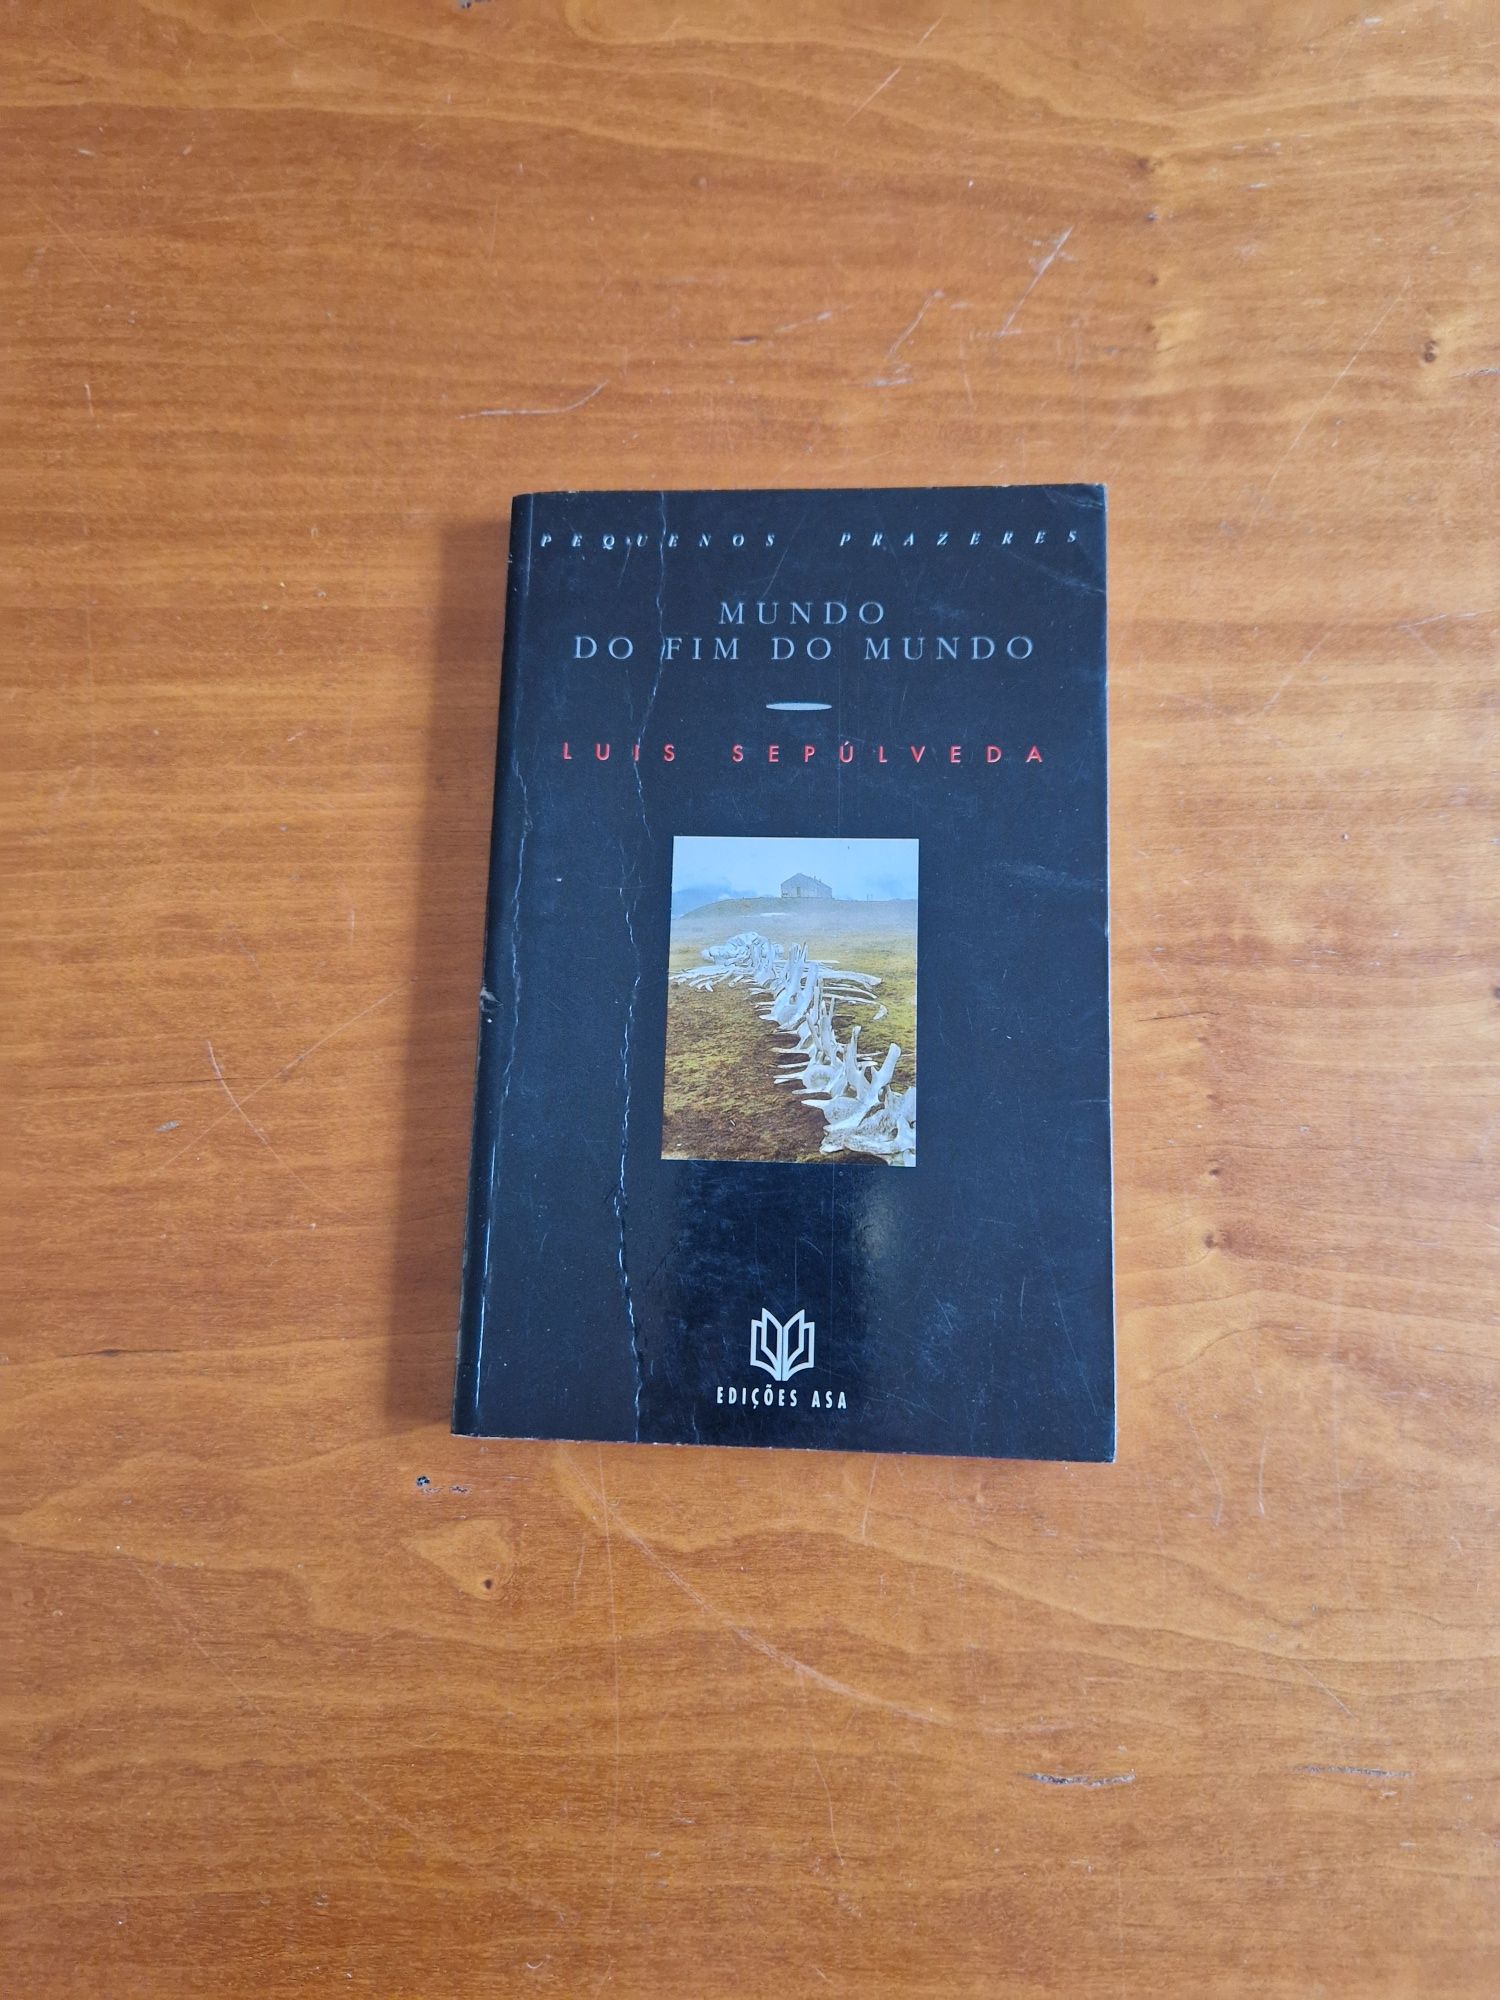 PEQUENOS PRAZERES
MUNDO
DO FIM DO MUNDO
LUIS SEPÚLVEDA
EDIÇÕES ASA